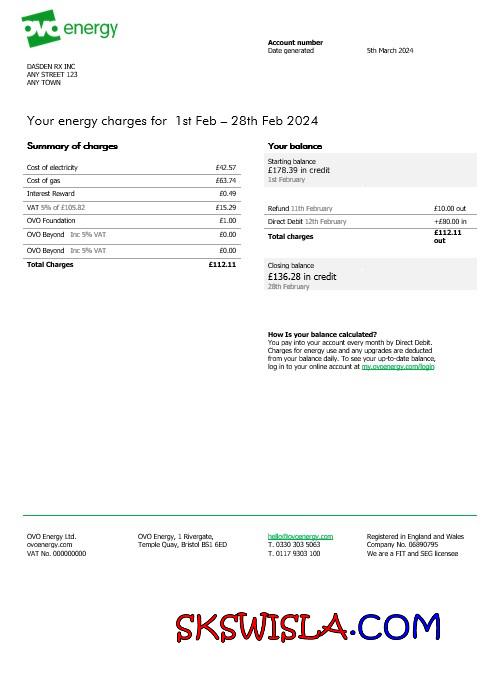 ovo energy
Account number
Date generated 5th March 2024
DASDEN RX INC
ANY STREET 123
ANY TOWN
Your energy charges for 1st Feb – 28th Feb 2024
Summary of charges
Cost of electricity £42.57
Cost of gas £63.74
Interest Reward £0.49
VAT 5% of £105.82 £15.29
OVO Foundation £1.00
OVO Beyond Inc 5% VAT £0.00
OVO Beyond Inc 5% VAT £0.00
Total Charges £112.11
Your balance
Starting balance
£178.39 in credit
1st February
Refund 11th February £10.00 out
Direct Debit 12th February +£80.00 in
Total charges £112.11
out
Closing balance
£136.28 in credit
28th February
How Is your balance calculated?
You pay into your account every month by Direct Debit.
Charges for energy use and any upgrades are deducted
from your balance daily. To see your up-to-date balance,
log in to your online account at my.ovoenergy.com/login
OVO Energy Ltd.
ovoenergy.com
VAT No. 000000000
OVO Energy, 1 Rivergate,
Temple Quay, Bristol BS1 6ED
hello@ovoenergy.com
T. 0330 303 5063
T. 0117 9303 100
Registered in England and Wales
Company No. 06890795
We are a FIT and SEG licensee
SKSWISLA.COM